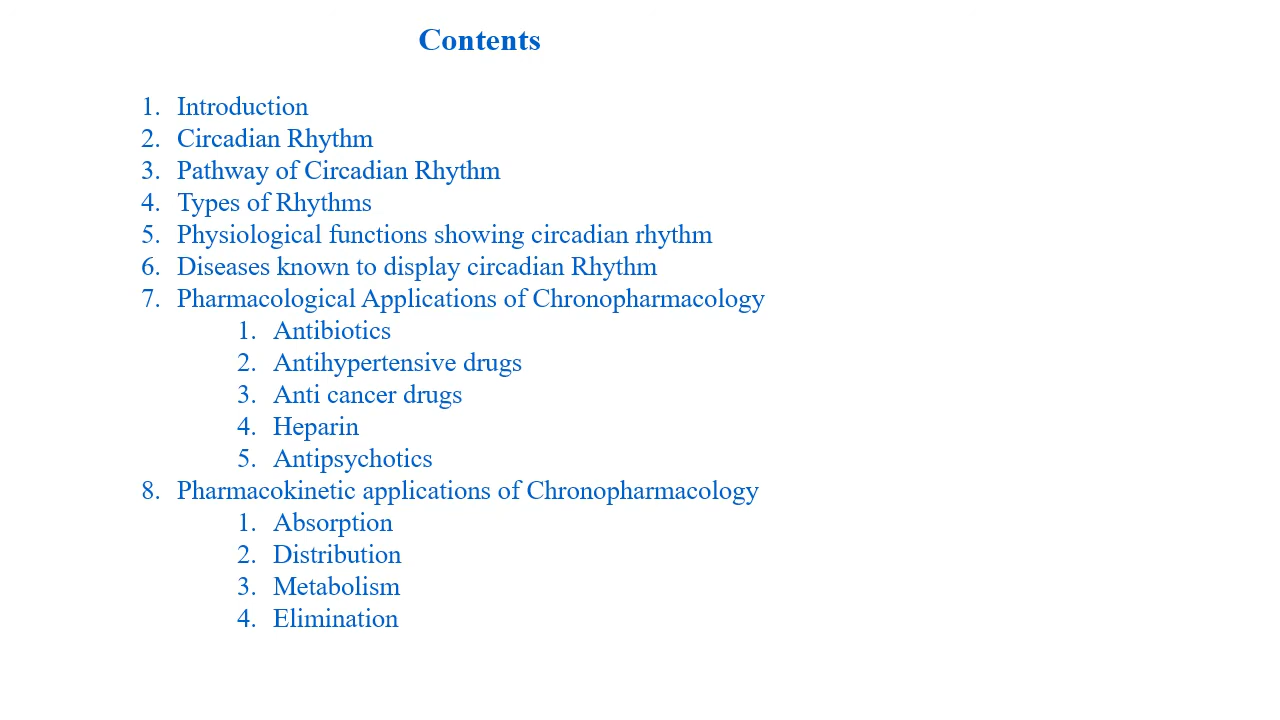 Contents
1. Introduction
2. Circadian Rhythm
3. Pathway of Circadian Rhythm
4. Types of Rhythms
5. Physiological functions showing circadian rhythm
6. Diseases known to display circadian Rhythm
7. Pharmacological Applications of Chronopharmacology
1. Antibiotics
2. Antihypertensive drugs
3. Anti cancer drugs
4. Heparin
5. Antipsychotics
8. Pharmacokinetic applications of Chronopharmacology
1. Absorption
2. Distribution
3. Metabolism
4. Elimination